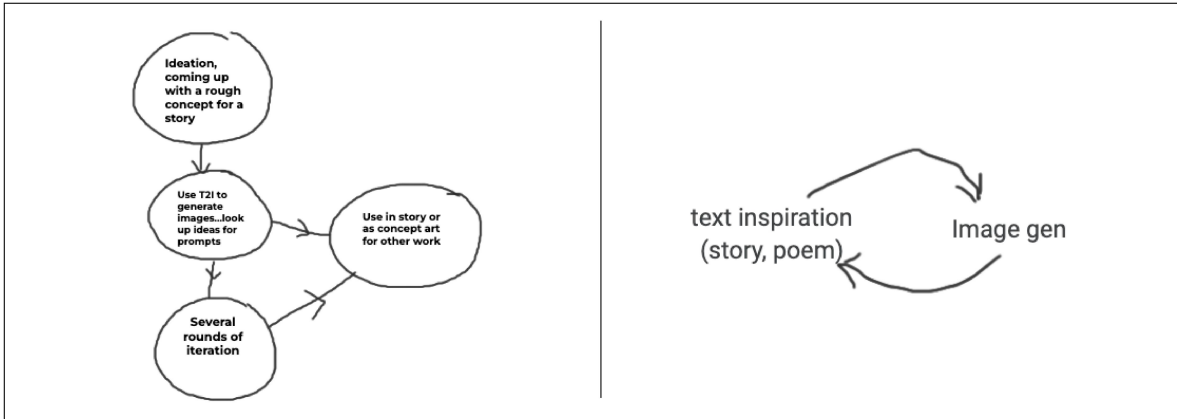 Ideation,
coming up
with a rough
concept for a
story
Use T2I to
generate
images...look
up ideas for
prompts
Use in story or
as concept art
for other work
Several
rounds of
iteration
text inspiration
(story, poem)
Image gen